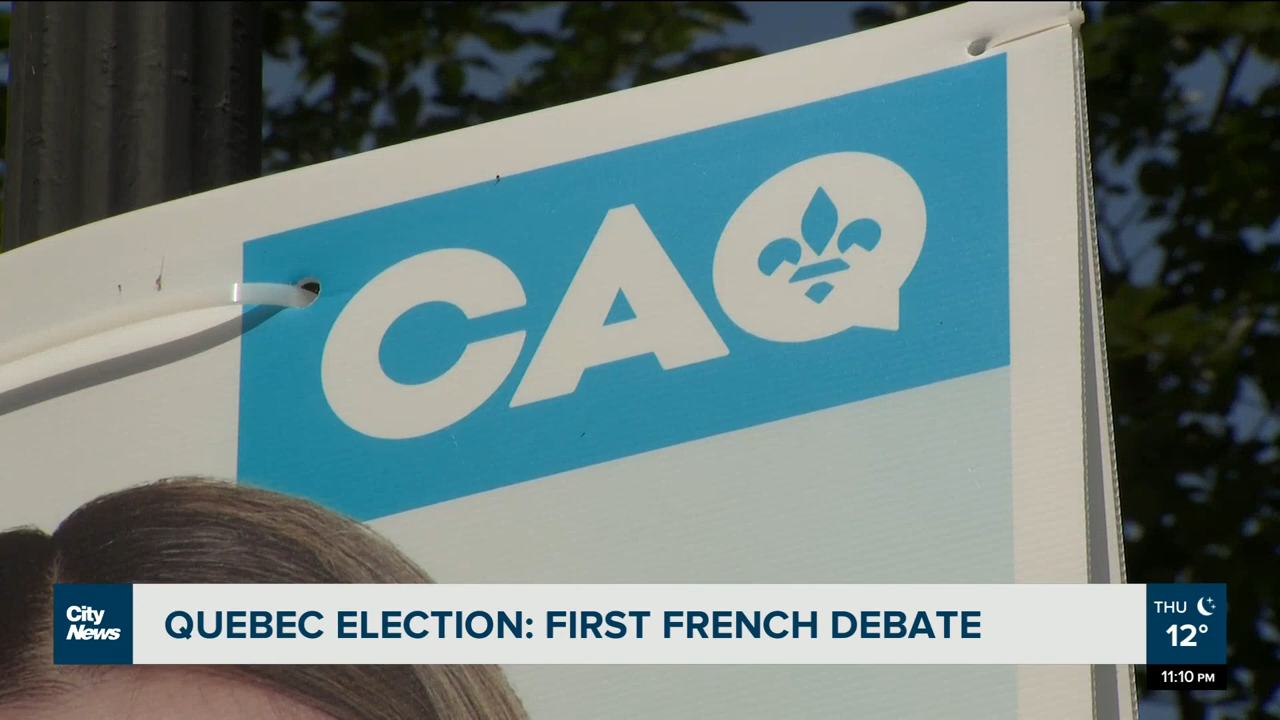 CAQ
City
News
QUEBEC ELECTION: FIRST FRENCH DEBATE
THU
12°
11:10 PM